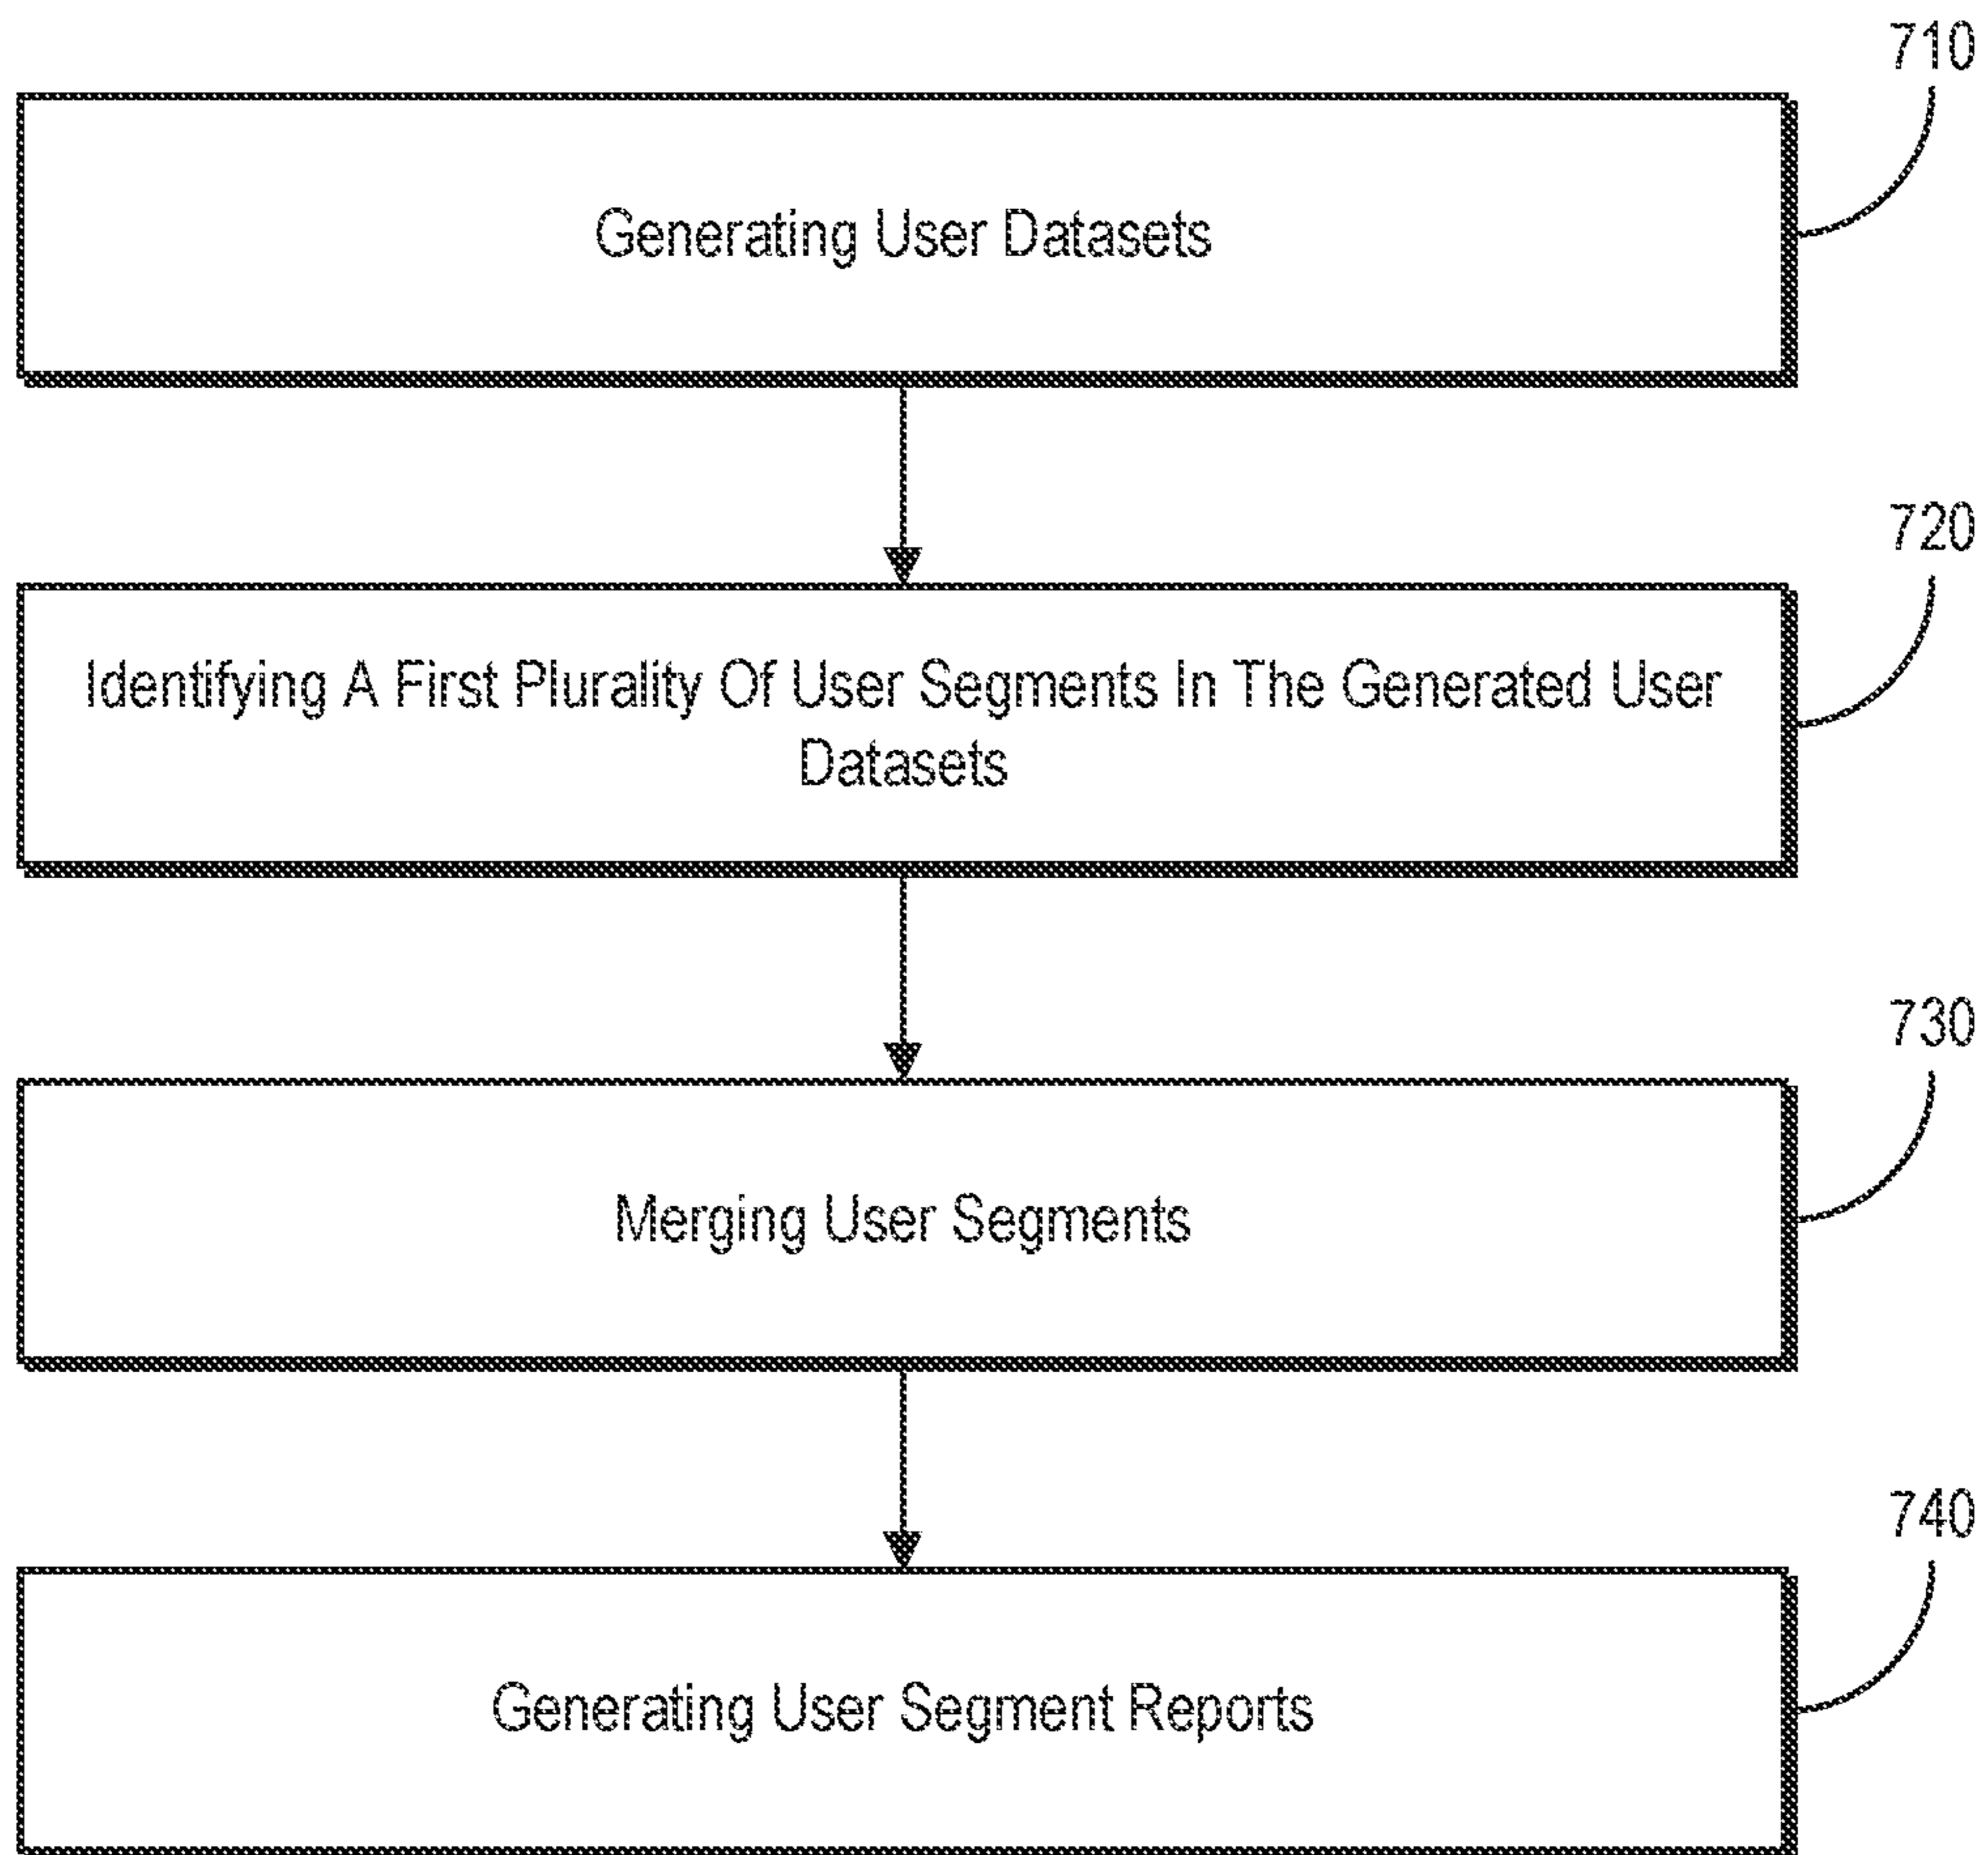 710
Generating User Datasets
720
Identifying A First Plurality Of User Segments In The Generated User
Datasets
730
Merging User Segments
740
Generating User Segment Reports